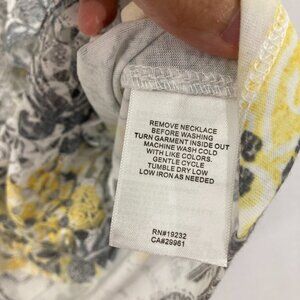 REMOVE NECKLACE
BEFORE WASHING
TURN GARMENT INSIDE OUT
MACHINE WASH COLD
WITH LIKE COLORS.
GENTLE CYCLE
TUMBLE DRY LOW
LOW IRON AS NEEDED
RN#19232
CA#29961